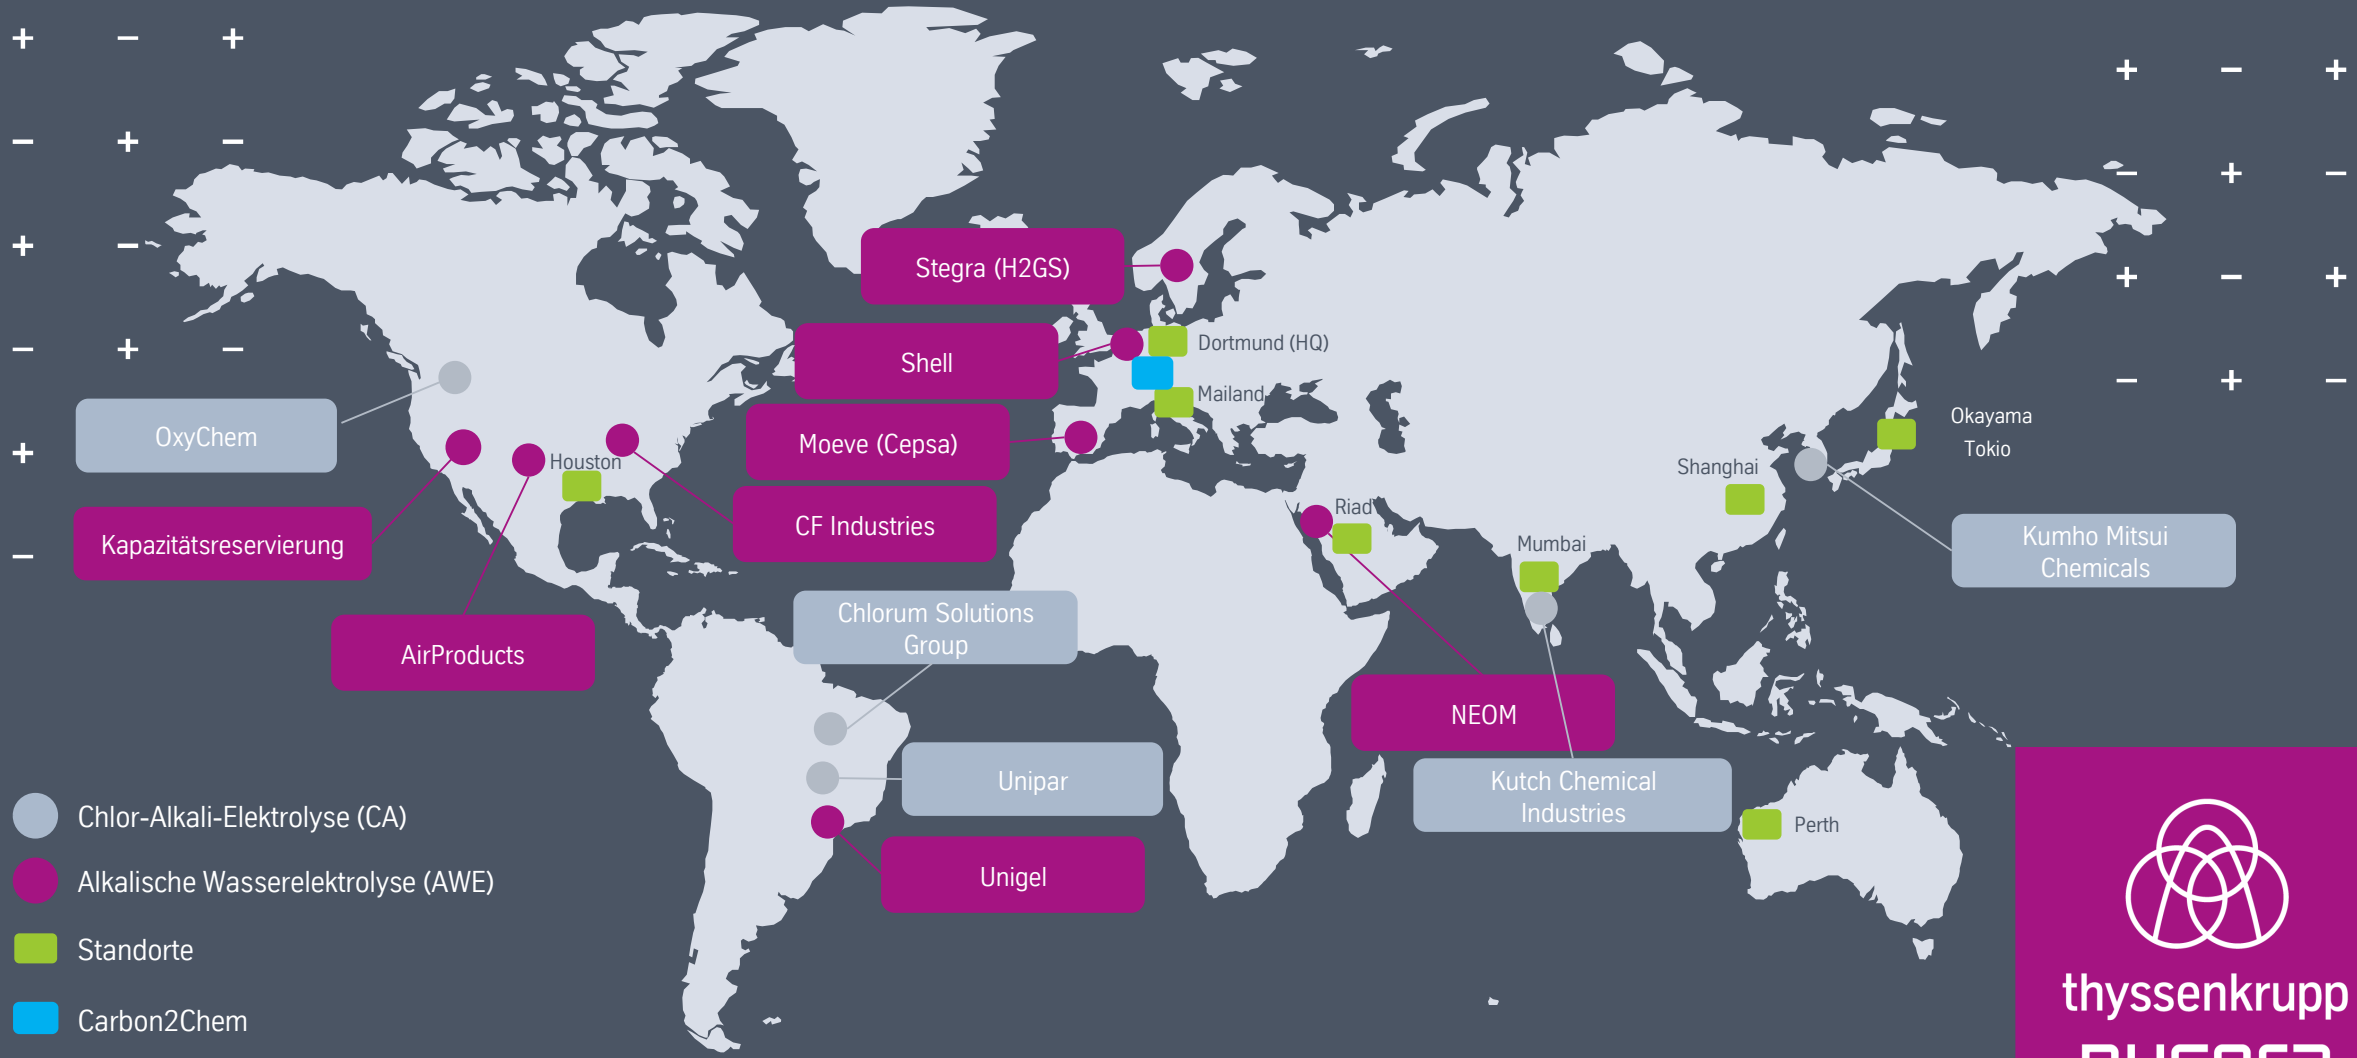 Stegra (H2GS)
Shell
Dortmund (HQ)
Mailand
OxyChem
Moeve (Cepsa)
Okayama
Tokio
Houston
Shanghai
Kapazitätsreservierung
CF Industries
Riad
Mumbai
Kumho Mitsui
Chemicals
AirProducts
Chlorum Solutions
Group
NEOM
Unipar
Kutch Chemical
Industries
Perth
Unigel
Chlor-Alkali-Elektrolyse (CA)
Alkalische Wasserelektrolyse (AWE)
Standorte
Carbon2Chem
thyssenkrupp